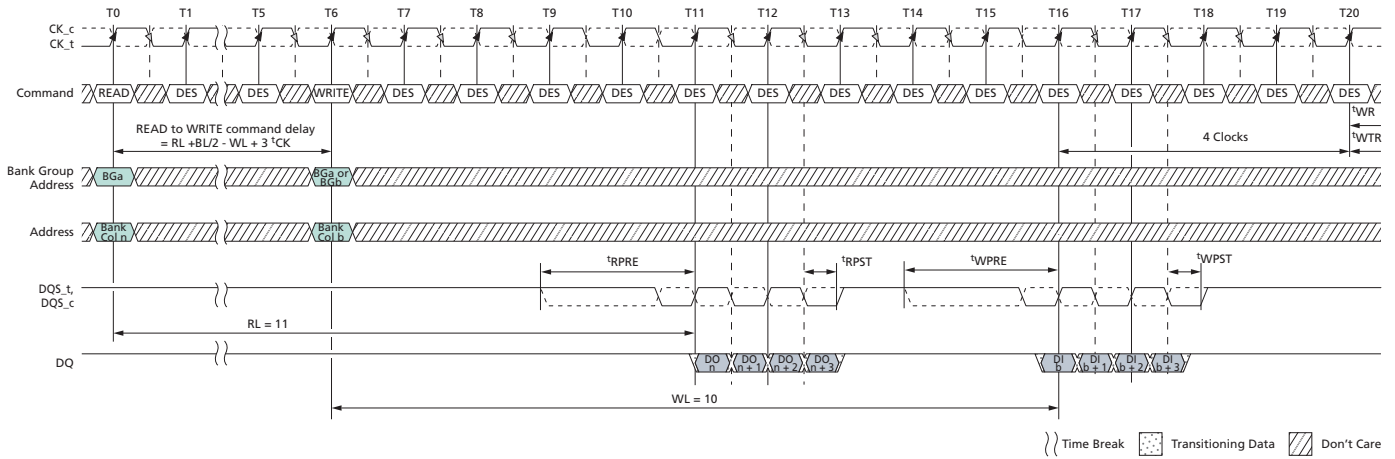 T0 T1 T5 T6 T7 T8 T9 T10 T11 T12 T13 T14 T15 T16 T17 T18 T19 T20
CK_c
CK_t
Command READ DES DES WRITE DES DES DES DES DES DES DES DES DES DES DES DES DES DES
tWR
READ to WRITE command delay
= RL +BL/2 - WL + 3 tCK
4 Clocks
tWTR
Bank Group
Address
BGa
BGa or
BGb
Address
Bank
Col n
Bank
Col b
tRPRE tRPST tWPRE tWPST
DQS_t,
DQS_c
RL = 11
DQ
DO
n
DO
n + 1
DO
n + 2
DO
n + 3
DI
b
DI
b + 1
DI
b + 2
DI
b + 3
WL = 10
Time Break Transitioning Data Don't Care